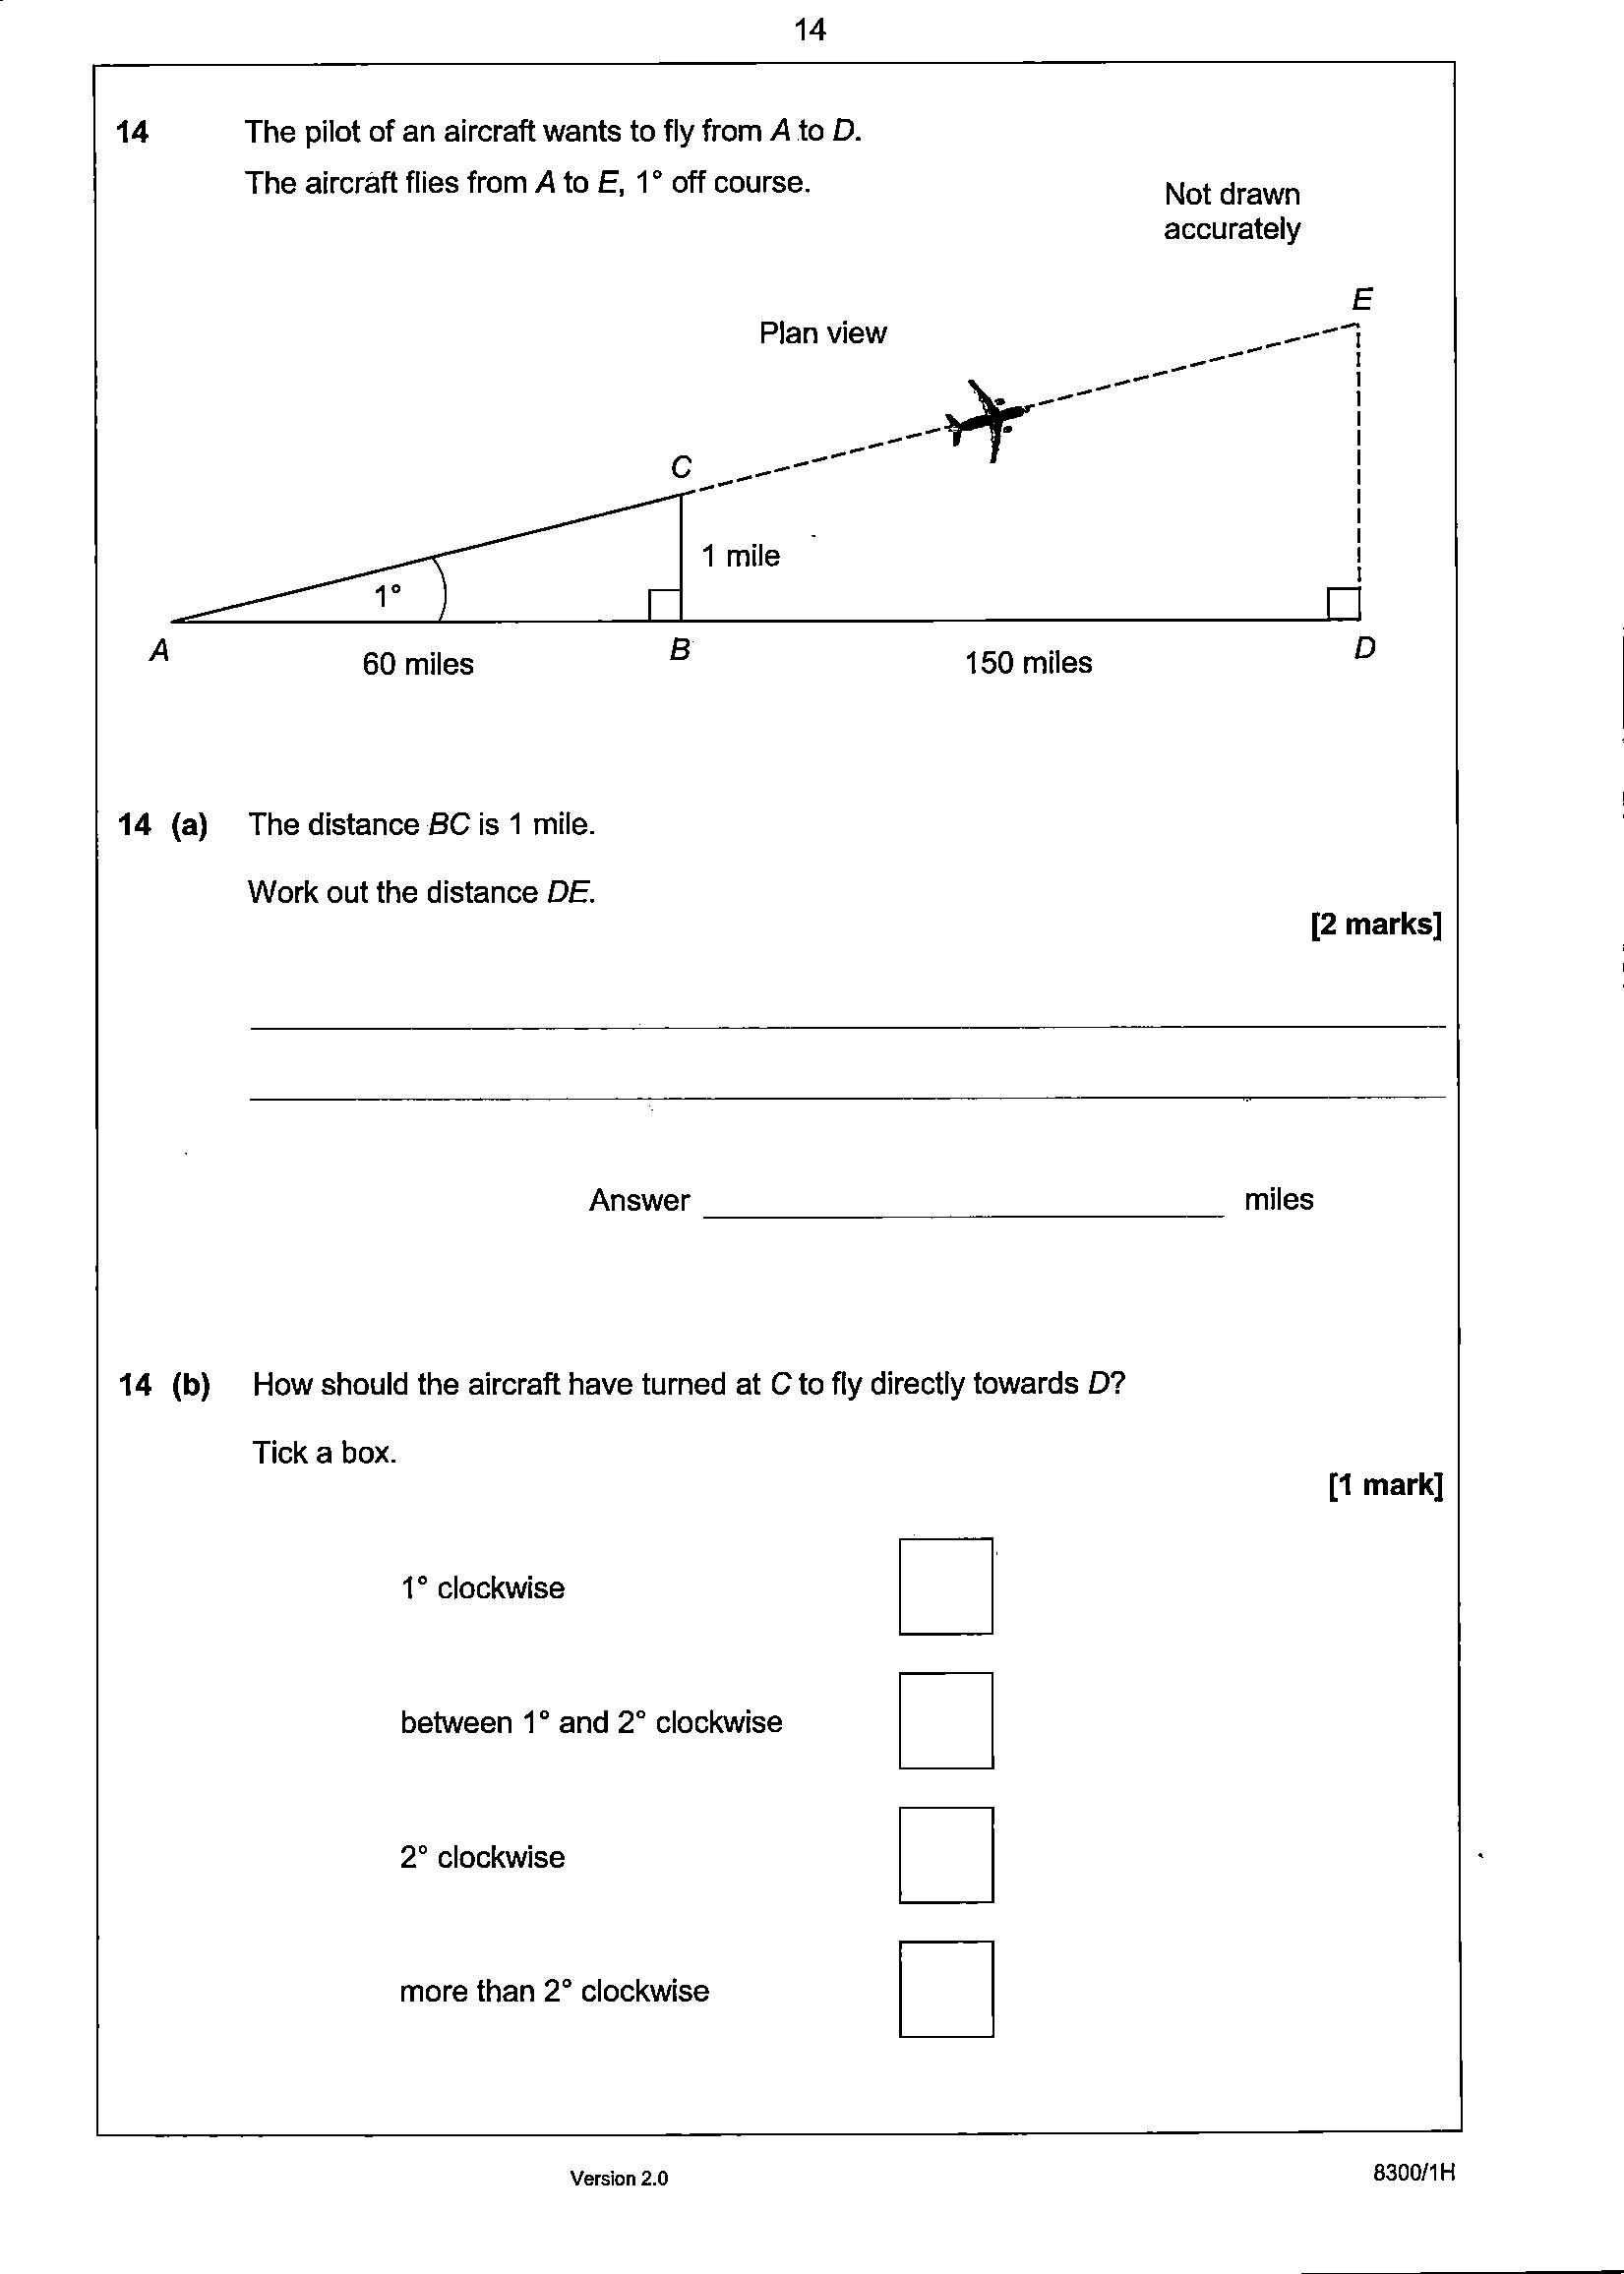 14
14 The pilot of an aircraft wants to fly from A to D.
The aircraft flies from A to E, 1° off course.
Not drawn
accurately
E
Plan view
C
1 mile
1°
A
B
D
60 miles
150 miles
14 (a) The distance BC is 1 mile.
Work out the distance DE.
[2 marks]
Answer miles
14 (b) How should the aircraft have turned at C to fly directly towards D?
Tick a box.
[1 mark]
1° clockwise
between 1° and 2° clockwise
2° clockwise
more than 2° clockwise
Version 2.0
8300/1H